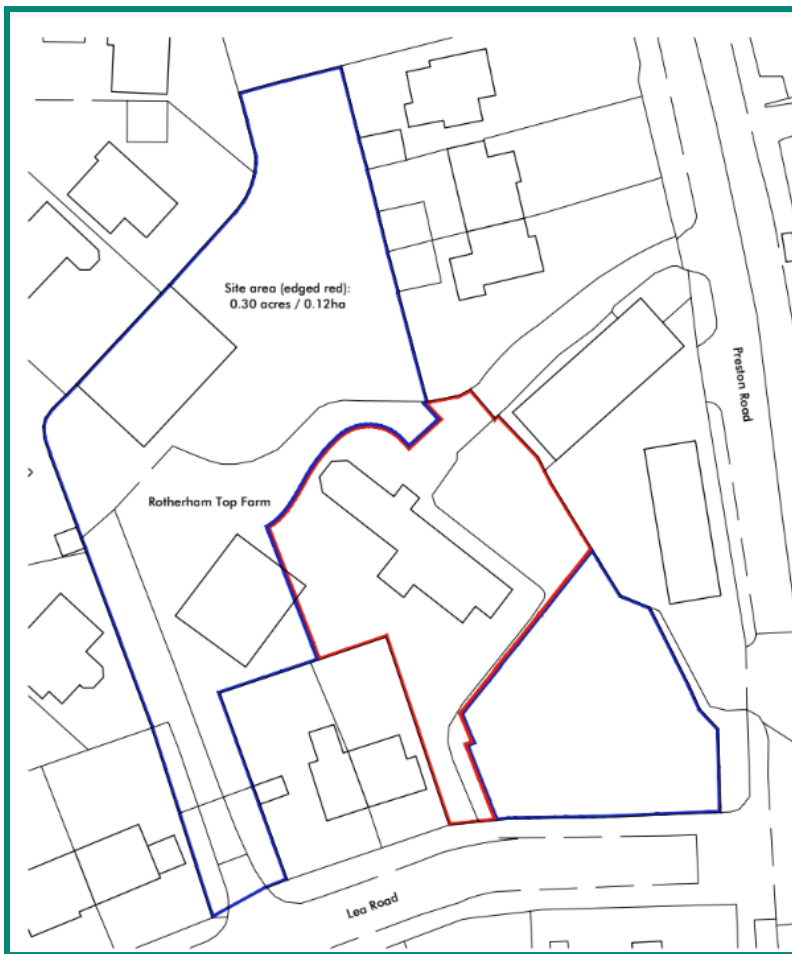 Site area (edged red):
0.30 acres / 0.12ha
Preston Road
Rotherham Top Farm
Lea Road